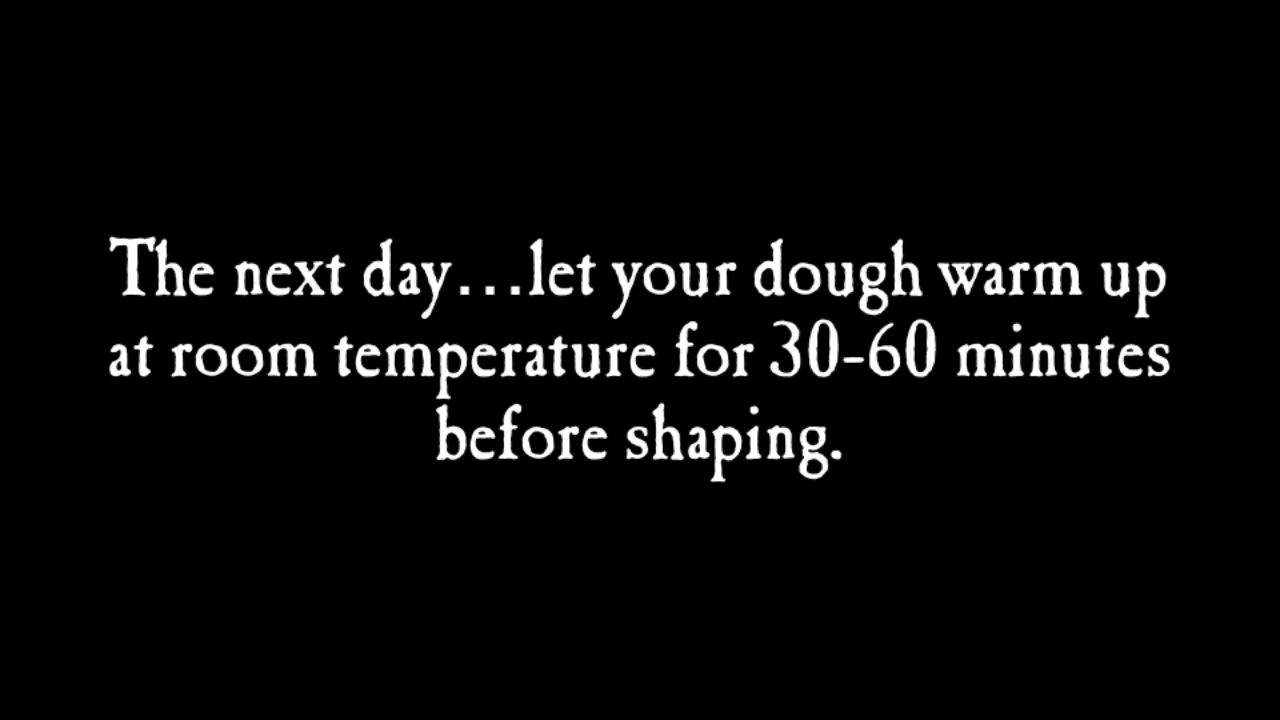 The next day...let your dough warm up
at room temperature for 30-60 minutes
before shaping.